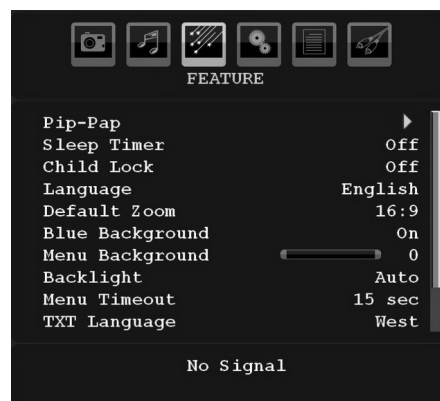 FEATURE
Pip-Pap
Sleep Timer Off
Child Lock Off
Language English
Default Zoom 16:9
Blue Background On
Menu Background 0
Backlight Auto
Menu Timeout 15 sec
TXT Language West
No Signal